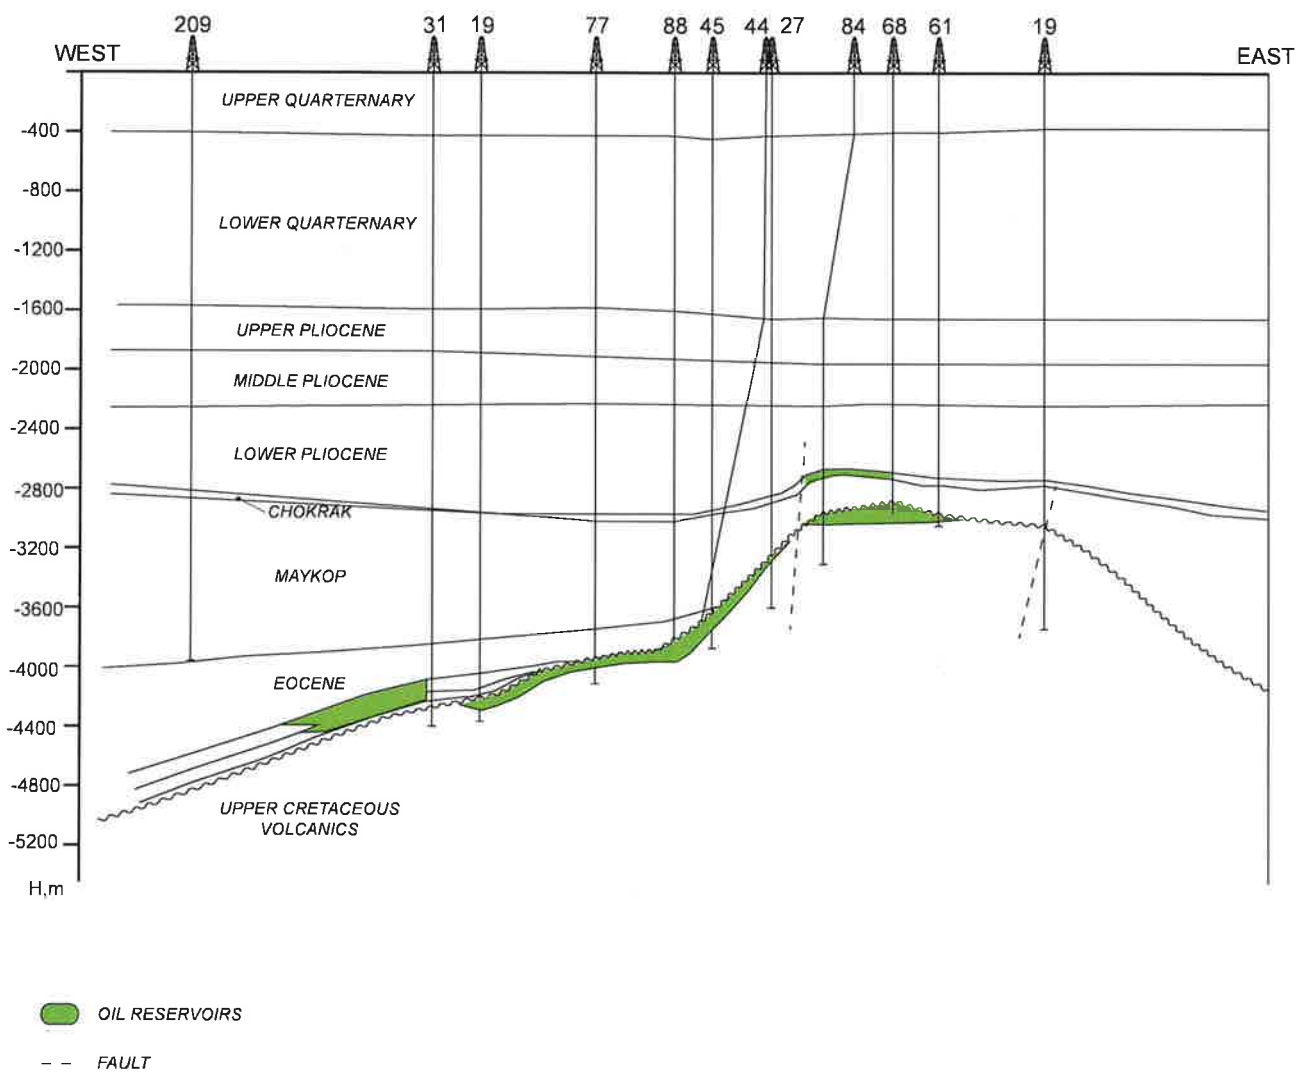 209 31 19 77 88 45 44 27 84 68 61 19
WEST EAST
UPPER QUARTERNARY
-400
-800
LOWER QUARTERNARY
-1200
-1600
UPPER PLIOCENE
-2000
MIDDLE PLIOCENE
-2400
LOWER PLIOCENE
-2800
CHOKRAK
-3200
MAYKOP
-3600
-4000
EOCENE
-4400
-4800
UPPER CRETACEOUS
VOLCANICS
-5200
H,m
OIL RESERVOIRS
FAULT